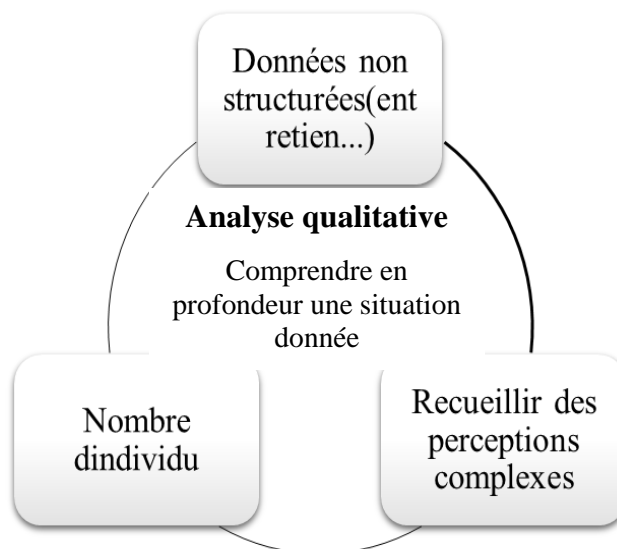 Données non
structurées(ent
retien...)
Analyse qualitative
Comprendre en
profondeur une situation
donnée
Nombre
dindividu
Recueillir des
perceptions
complexes